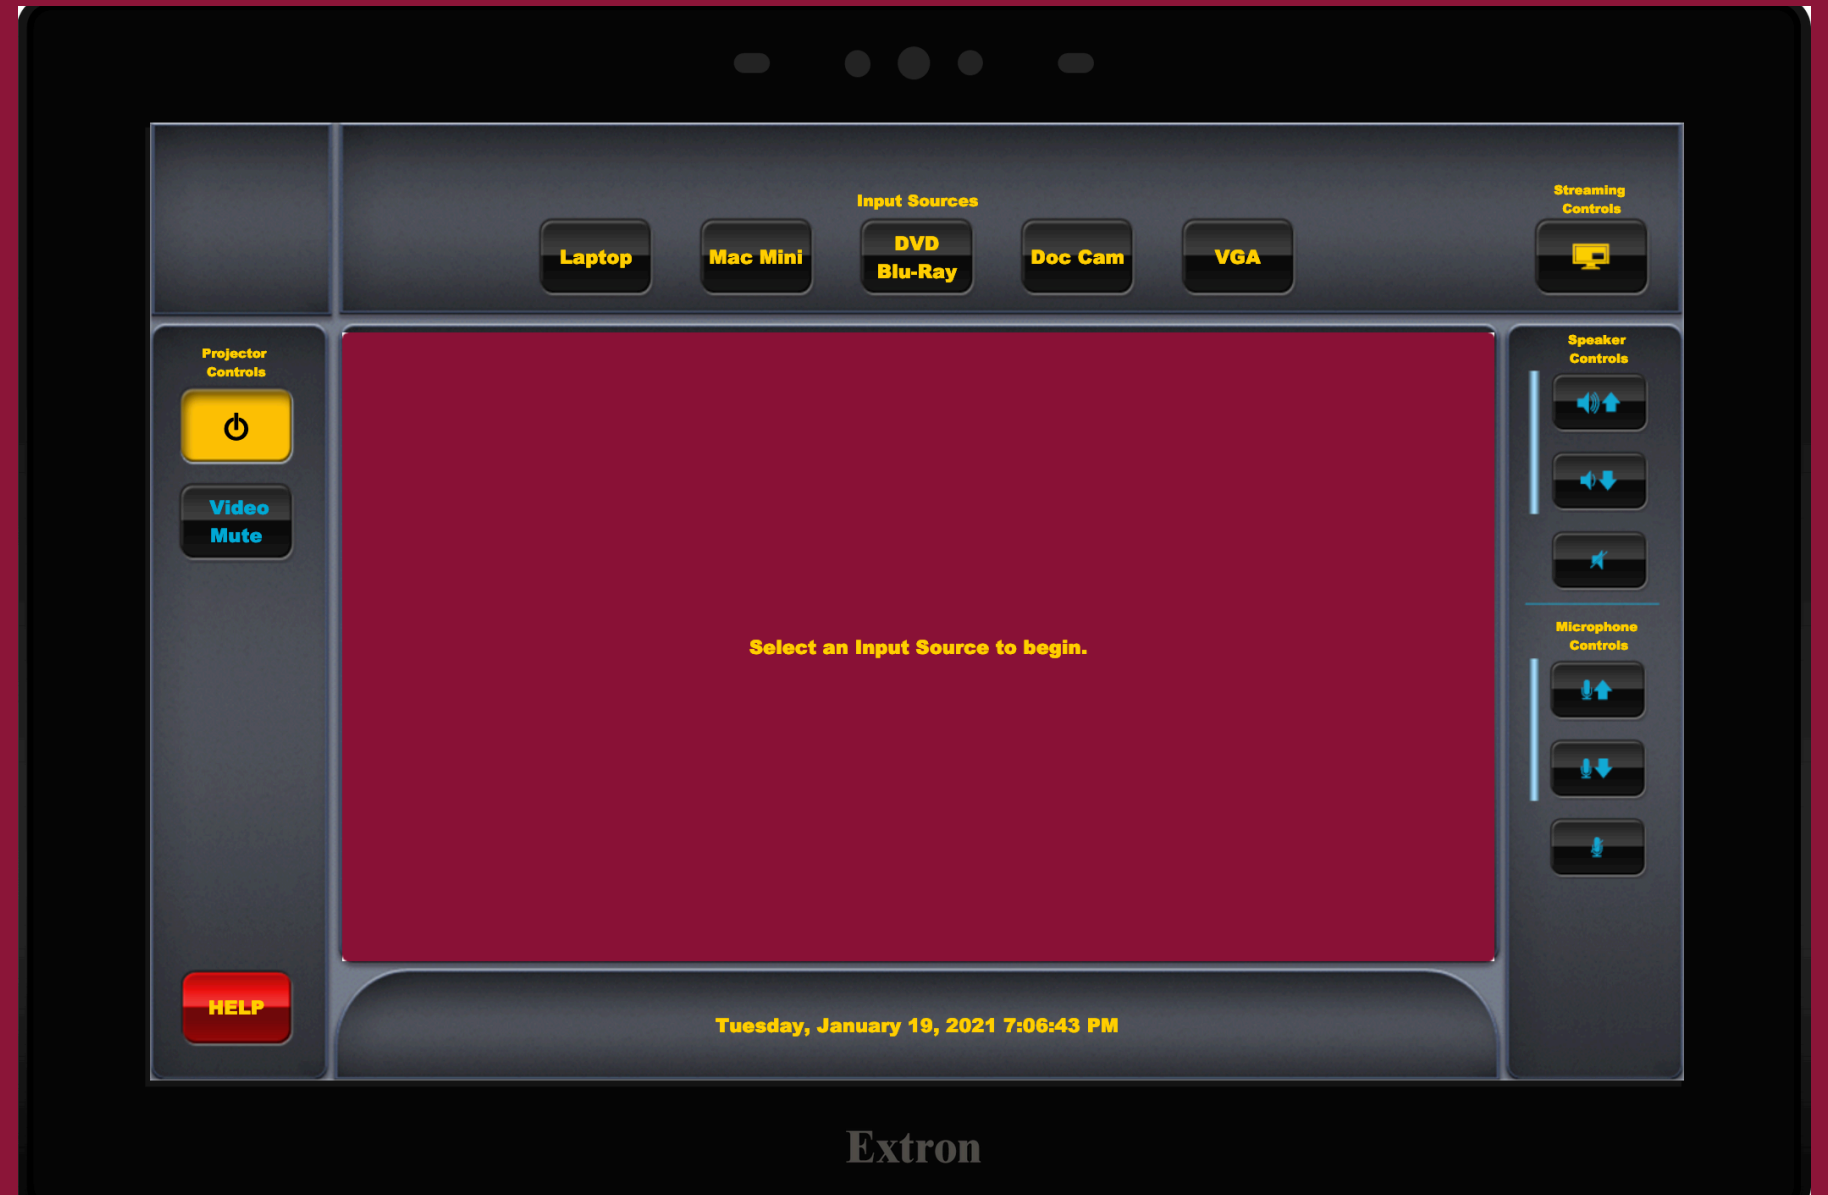 Input Sources
Streaming
Controls
Laptop
Mac Mini
DVD
Blu-Ray
Doc Cam
VGA
Projector
Controls
Video
Mute
HELP
Select an Input Source to begin.
Speaker
Controls
Microphone
Controls
Tuesday, January 19, 2021 7:06:43 PM
Extron